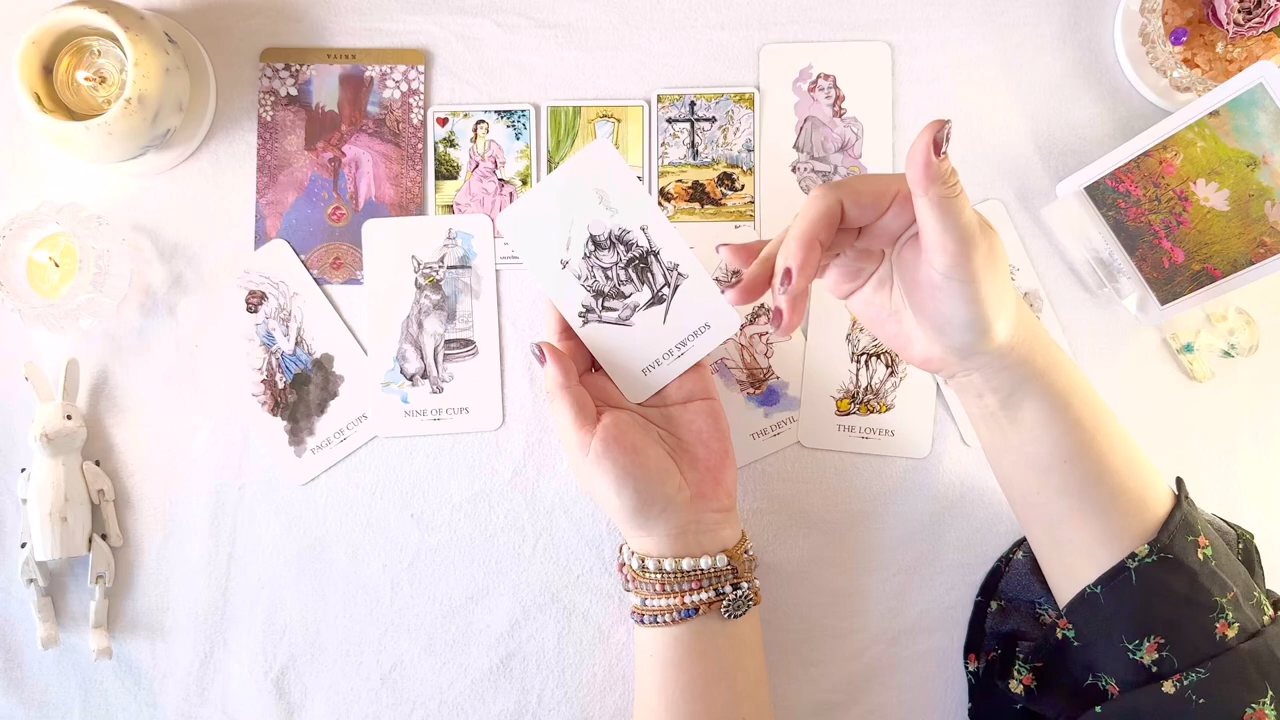 PAGE OF CUPS
NINE OF CUPS
FIVE OF SWORDS
THE DEVIL
THE LOVERS